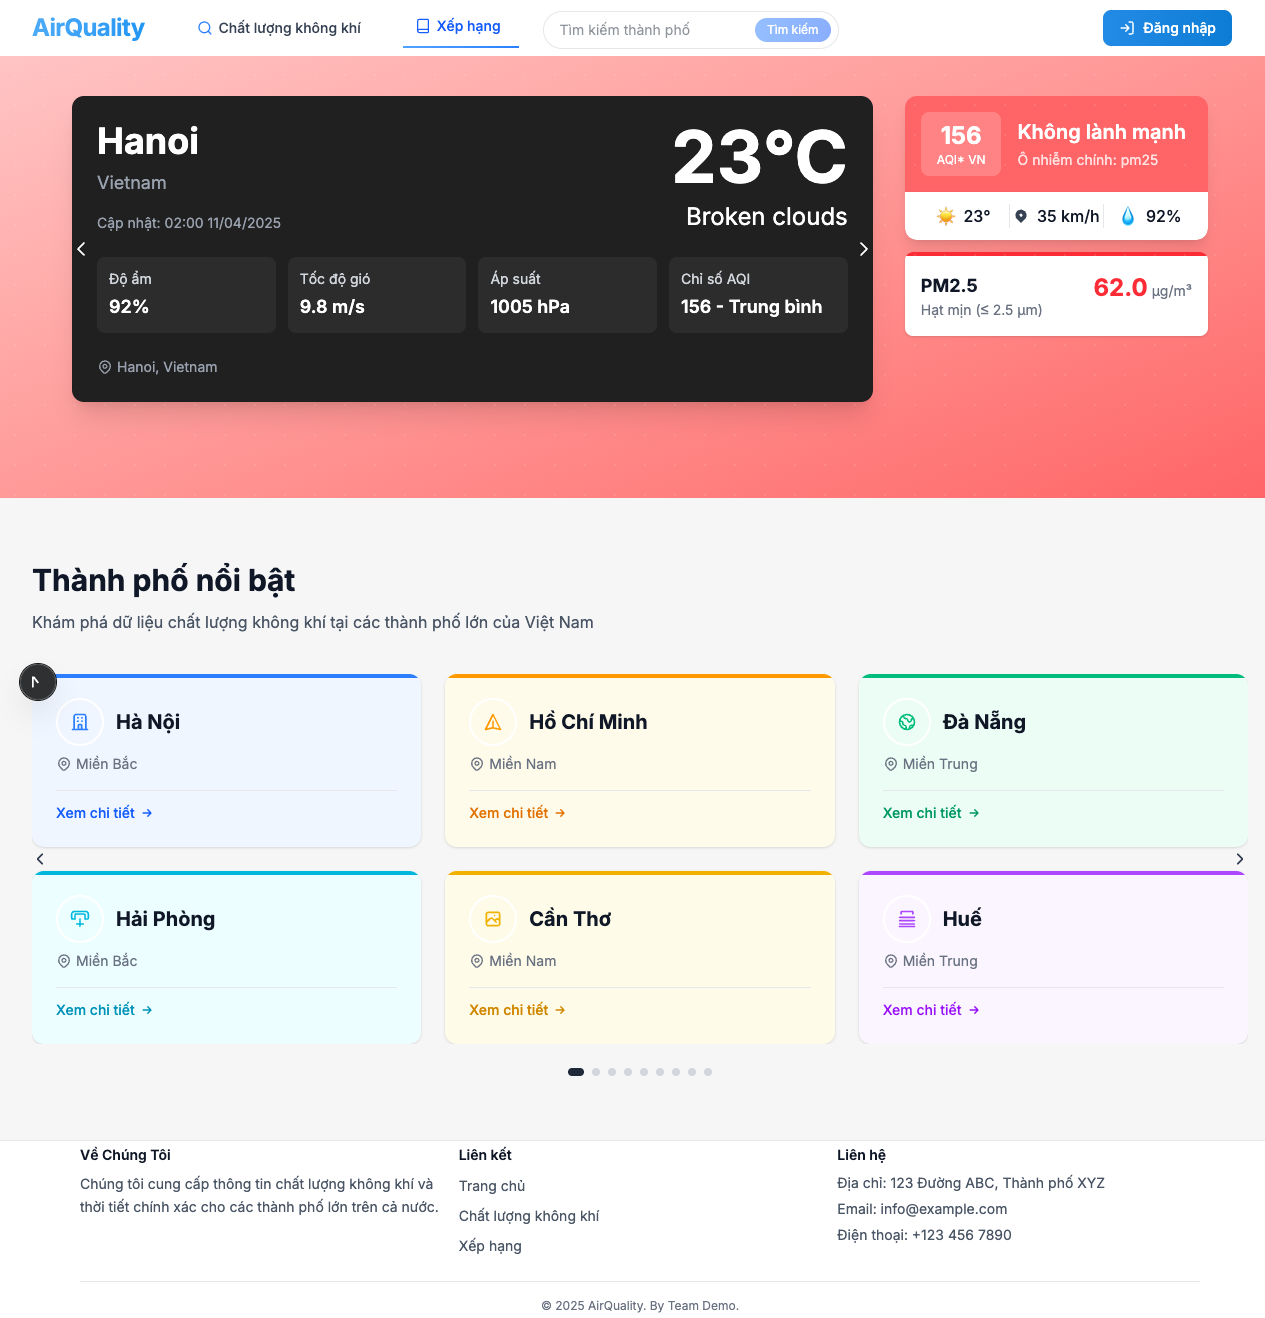 AirQuality
Chất lượng không khí
Xếp hạng
Tìm kiếm thành phố
Tìm kiếm
Đăng nhập
Hanoi
Vietnam
Cập nhật: 02:00 11/04/2025
23°C
Broken clouds
Độ ẩm
92%
Tốc độ gió
9.8 m/s
Áp suất
1005 hPa
Chỉ số AQI
156 - Trung bình
Hanoi, Vietnam
156
AQI* VN
Không lành mạnh
Ô nhiễm chính: pm25
23°
35 km/h
92%
PM2.5
Hạt mịn (≤ 2.5 µm)
62.0 µg/m³
Thành phố nổi bật
Khám phá dữ liệu chất lượng không khí tại các thành phố lớn của Việt Nam
Hà Nội
Miền Bắc
Xem chi tiết →
Hồ Chí Minh
Miền Nam
Xem chi tiết →
Đà Nẵng
Miền Trung
Xem chi tiết →
Hải Phòng
Miền Bắc
Xem chi tiết →
Cần Thơ
Miền Nam
Xem chi tiết →
Huế
Miền Trung
Xem chi tiết →
Về Chúng Tôi
Chúng tôi cung cấp thông tin chất lượng không khí và
thời tiết chính xác cho các thành phố lớn trên cả nước.
Liên kết
Trang chủ
Chất lượng không khí
Xếp hạng
Liên hệ
Địa chỉ: 123 Đường ABC, Thành phố XYZ
Email: info@example.com
Điện thoại: +123 456 7890
© 2025 AirQuality. By Team Demo.